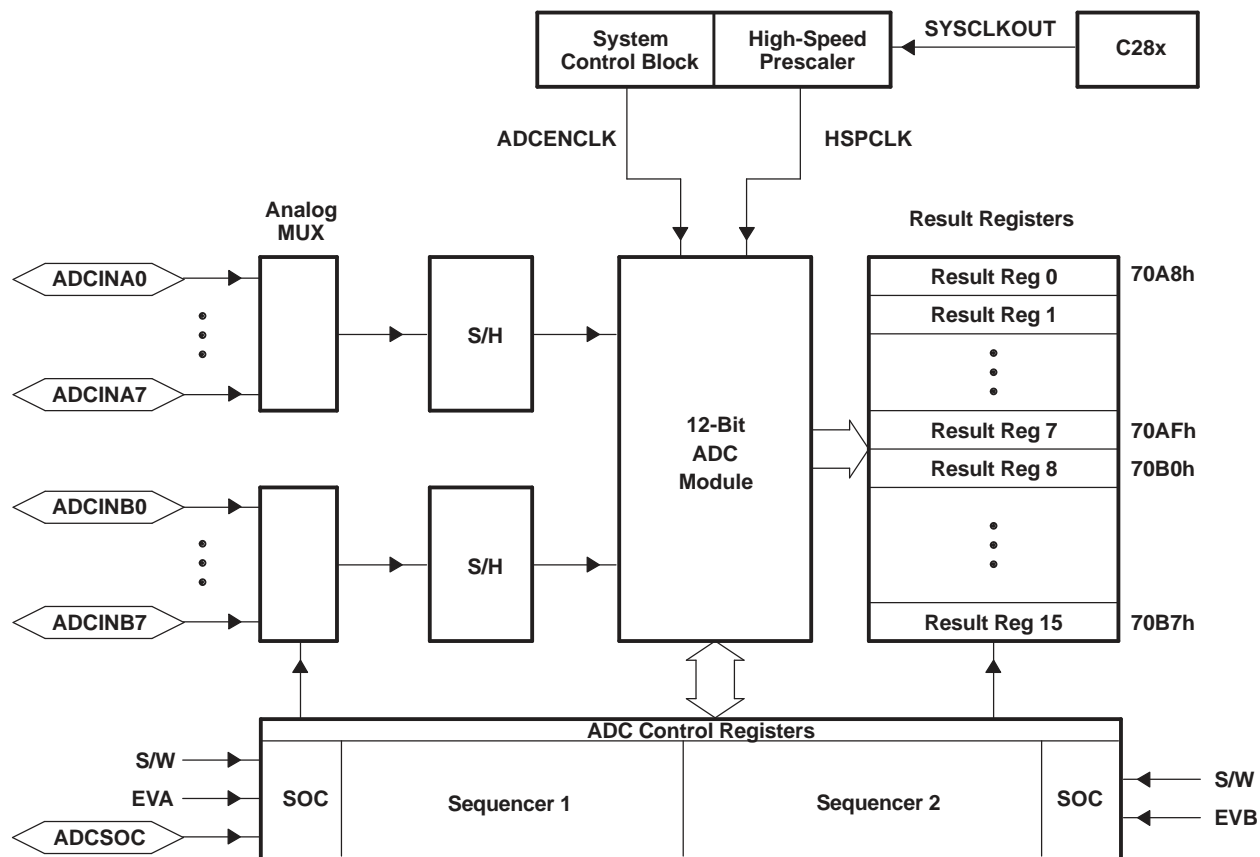 System
Control Block
High-Speed
Prescaler
SYSCLKOUT
C28x
ADCENCLK
HSPCLK
Analog
MUX
Result Registers
ADCINA0
ADCINA7
S/H
ADCINB0
ADCINB7
S/H
12-Bit
ADC
Module
Result Reg 0
70A8h
Result Reg 1
Result Reg 7
70AFh
Result Reg 8
70B0h
Result Reg 15
70B7h
ADC Control Registers
S/W
EVA
ADCSOC
SOC
Sequencer 1
Sequencer 2
SOC
S/W
EVB